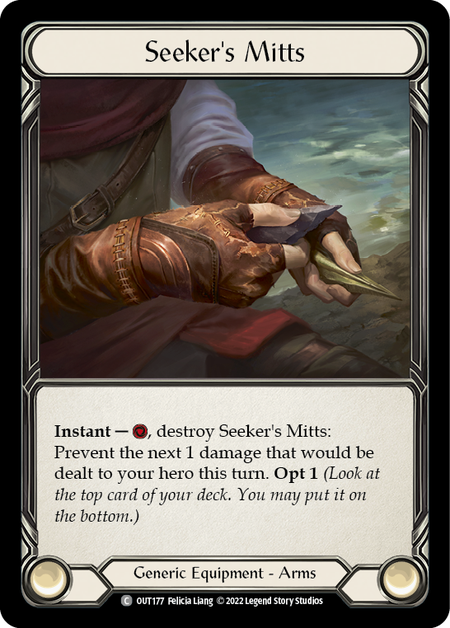 Seeker's Mitts
Instant — , destroy Seeker's Mitts:
Prevent the next 1 damage that would be
dealt to your hero this turn. Opt 1 (Look at
the top card of your deck. You may put it on
the bottom.)
Generic Equipment - Arms
C OUT177 Felicia Liang © 2022 Legend Story Studios